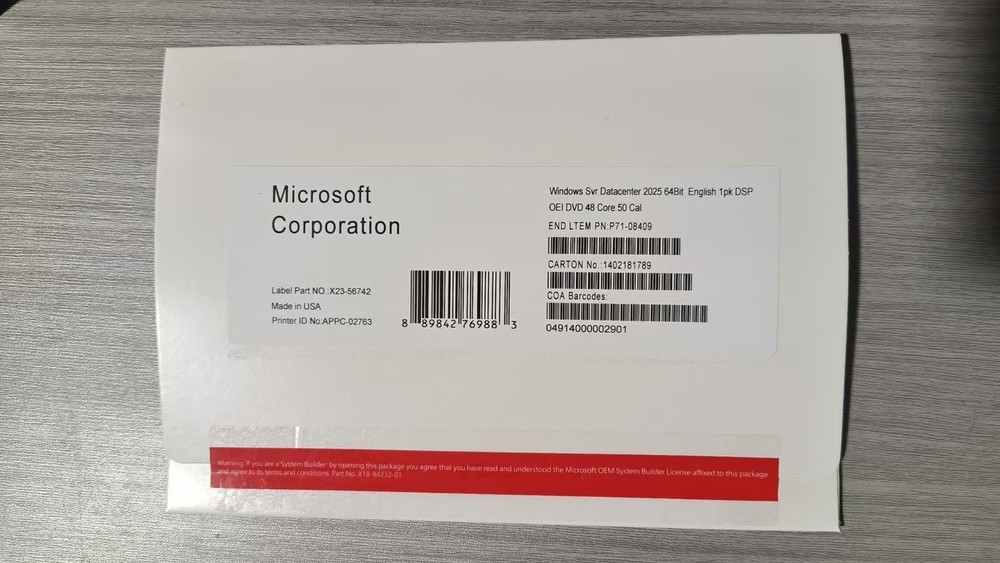 Microsoft
Corporation
Label Part NO.:X23-56742
Made in USA
Printer ID No:APPC-02763
8 89842 76988 3
Windows Svr Datacenter 2025 64Bit English 1pk DSP
OEI DVD 48 Core 50 Cal
END LTEM PN:P71-08409
CARTON No.:1402181789
COA Barcodes:
04914000002901
Warning: If you are a System Builder: by opening this package you agree that you have read and understood the Microsoft OEM System Builder License affixed to this package
and agree to its terms and conditions. Part No. X18-94232-01